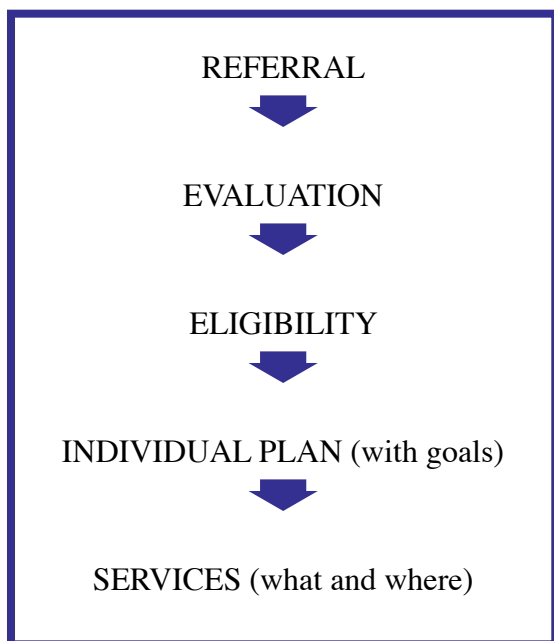 REFERRAL
EVALUATION
ELIGIBILITY
INDIVIDUAL PLAN (with goals)
SERVICES (what and where)